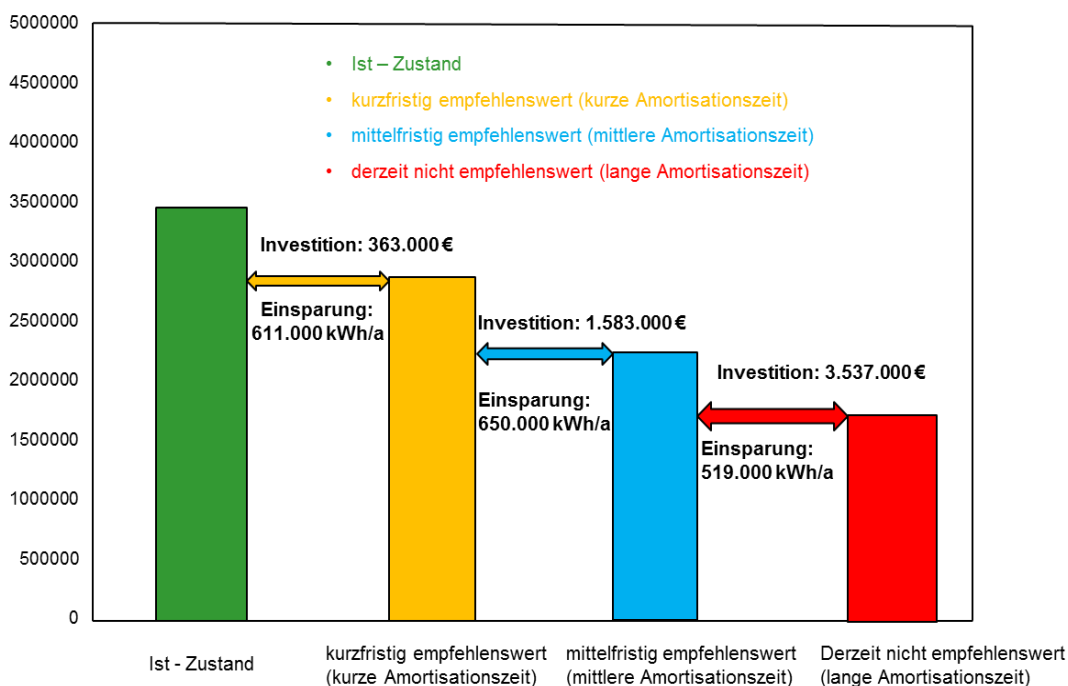 5000000
4500000
4000000
3500000
3000000
2500000
2000000
1500000
1000000
500000
0
• Ist – Zustand
• kurzfristig empfehlenswert (kurze Amortisationszeit)
• mittelfristig empfehlenswert (mittlere Amortisationszeit)
• derzeit nicht empfehlenswert (lange Amortisationszeit)
Investition: 363.000 €
Einsparung:
611.000 kWh/a
Investition: 1.583.000 €
Einsparung:
650.000 kWh/a
Investition: 3.537.000 €
Einsparung:
519.000 kWh/a
Ist - Zustand
kurzfristig empfehlenswert
(kurze Amortisationszeit)
mittelfristig empfehlenswert
(mittlere Amortisationszeit)
Derzeit nicht empfehlenswert
(lange Amortisationszeit)